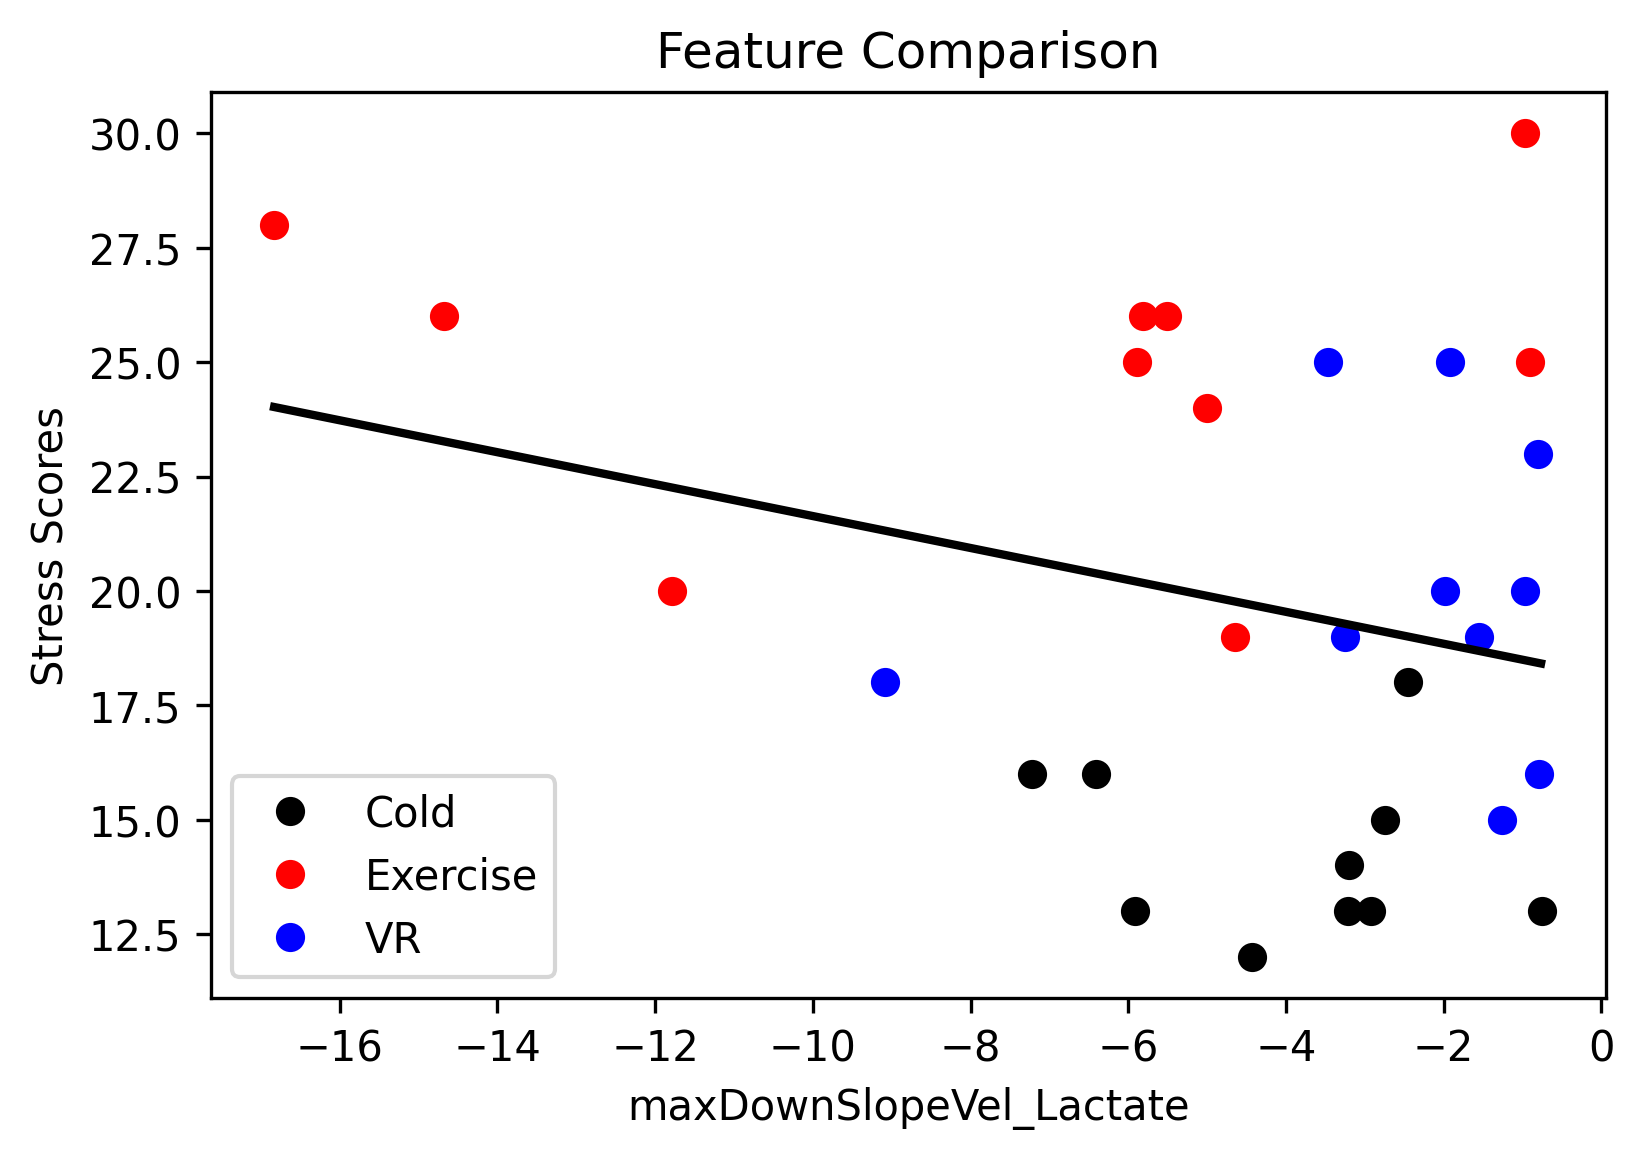 Feature Comparison
30.0
27.5
25.0
22.5
20.0
17.5
15.0
12.5
Stress Scores
Cold
Exercise
VR
−16 −14 −12 −10 −8 −6 −4 −2 0
maxDownSlopeVel_Lactate